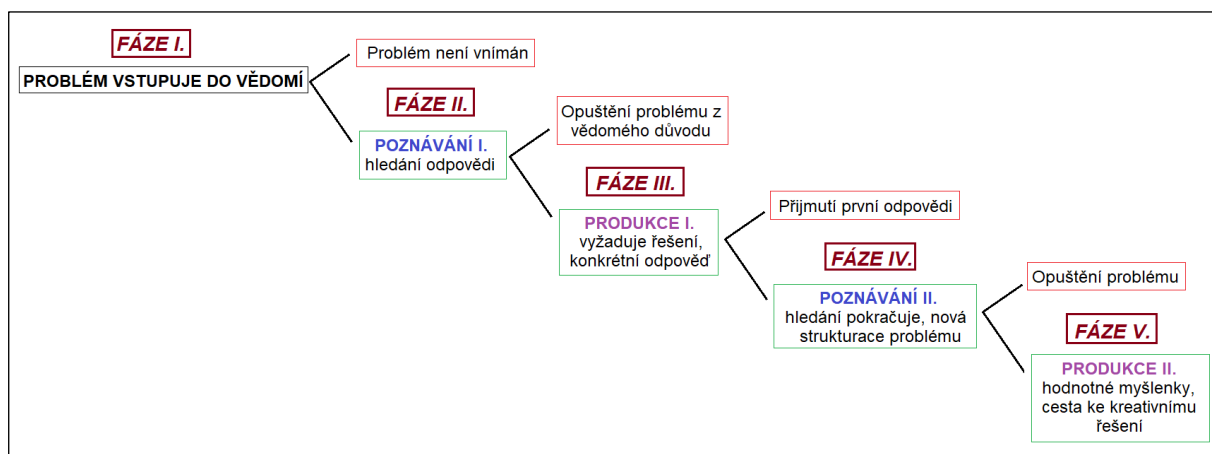 FÁZE I.
PROBLÉM VSTUPUJE DO VĚDOMÍ
Problém není vnímán
FÁZE II.
POZNÁVÁNÍ I.
hledání odpovědi
Opuštění problému z
vědomého důvodu
FÁZE III.
PRODUKCE I.
vyžaduje řešení,
konkrétní odpověď
Přijmutí první odpovědi
FÁZE IV.
POZNÁVÁNÍ II.
hledání pokračuje, nová
strukturace problému
Opuštění problému
FÁZE V.
PRODUKCE II.
hodnotné myšlenky,
cesta ke kreativnímu
řešení